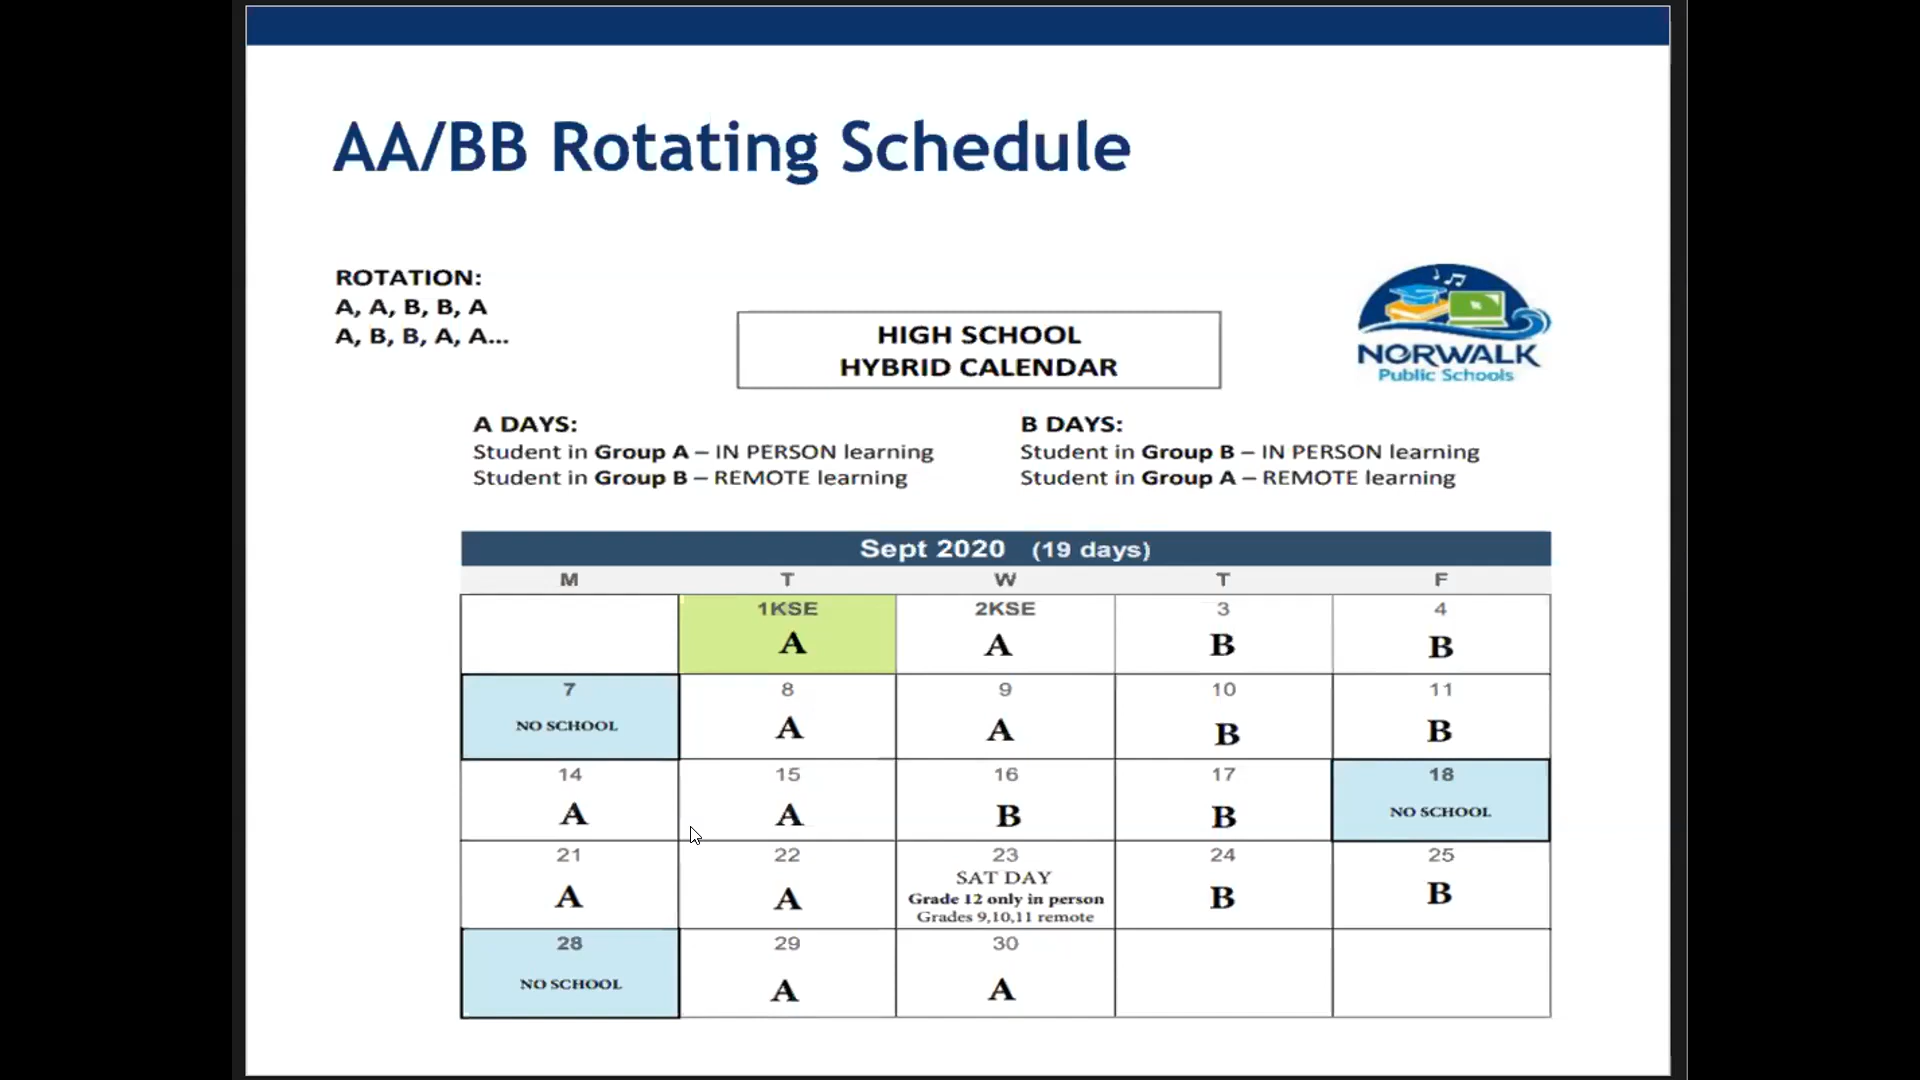 AA/BB Rotating Schedule
ROTATION:
A, A, B, B, A
A, B, B, A, A...
HIGH SCHOOL
HYBRID CALENDAR
NORWALK
Public Schools
A DAYS:
Student in Group A – IN PERSON learning
Student in Group B – REMOTE learning
B DAYS:
Student in Group B – IN PERSON learning
Student in Group A – REMOTE learning
Sept 2020 (19 days)
M T W T F
1KSE 2KSE 3 4
A A B B
7 8 9 10 11
NO SCHOOL A A B B
14 15 16 17 18
A A B B NO SCHOOL
21 22 23 24 25
SAT DAY
A A Grade 12 only in person B B
Grades 9,10,11 remote
28 29 30
NO SCHOOL A A